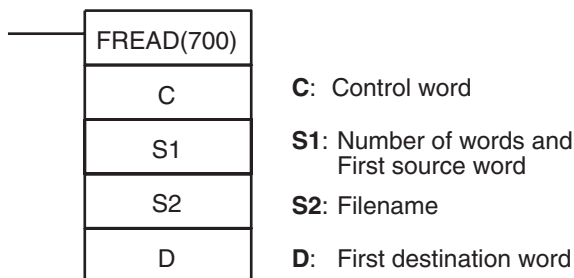 FREAD(700)
C
C: Control word
S1
S1: Number of words and
First source word
S2
S2: Filename
D
D: First destination word